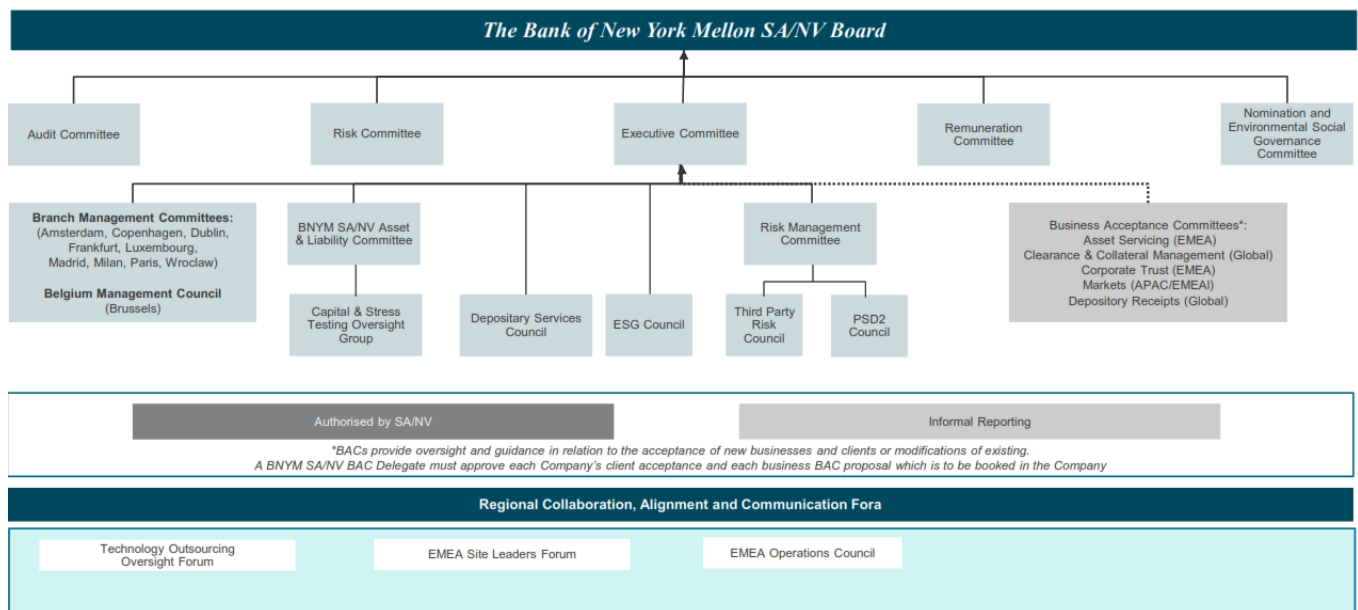 The Bank of New York Mellon SA/NV Board
Audit Committee
Risk Committee
Executive Committee
Remuneration
Committee
Nomination and
Environmental Social
Governance
Committee
Branch Management Committees:
(Amsterdam, Copenhagen, Dublin,
Frankfurt, Luxembourg,
Madrid, Milan, Paris, Wroclaw)
Belgium Management Council
(Brussels)
BNYM SA/NV Asset
& Liability Committee
Risk Management
Committee
Business Acceptance Committees*:
Asset Servicing (EMEA)
Clearance & Collateral Management (Global)
Corporate Trust (EMEA)
Markets (APAC/EMEAI)
Depository Receipts (Global)
Capital & Stress
Testing Oversight
Group
Depositary Services
Council
ESG Council
Third Party
Risk
Council
PSD2
Council
Authorised by SA/NV
Informal Reporting
*BACs provide oversight and guidance in relation to the acceptance of new businesses and clients or modifications of existing.
A BNYM SA/NV BAC Delegate must approve each Company's client acceptance and each business BAC proposal which is to be booked in the Company
Regional Collaboration, Alignment and Communication Fora
Technology Outsourcing
Oversight Forum
EMEA Site Leaders Forum
EMEA Operations Council